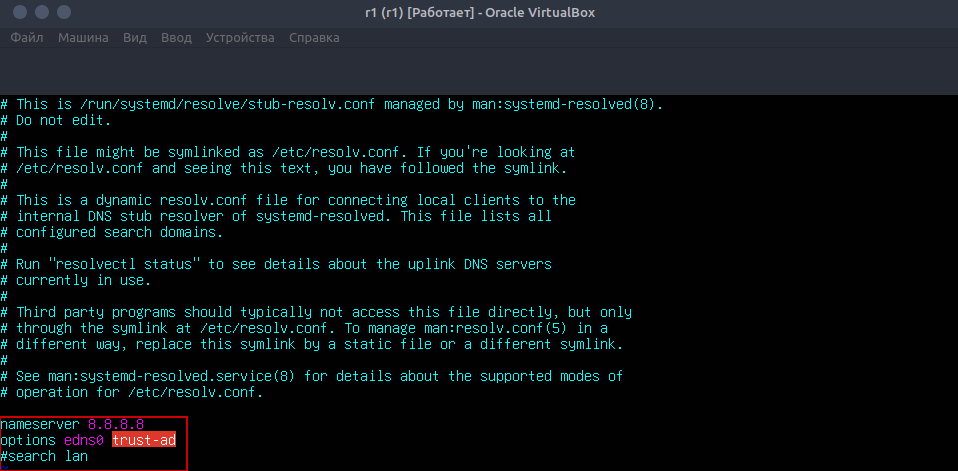 r1 (r1) [Работает] - Oracle VirtualBox
Файл Машина Вид Ввод Устройства Справка
# This is /run/systemd/resolve/stub-resolv.conf managed by man:systemd-resolved(8).
# Do not edit.
#
# This file might be symlinked as /etc/resolv.conf. If you're looking at
# /etc/resolv.conf and seeing this text, you have followed the symlink.
#
# This is a dynamic resolv.conf file for connecting local clients to the
# internal DNS stub resolver of systemd-resolved. This file lists all
# configured search domains.
#
# Run "resolvectl status" to see details about the uplink DNS servers
# currently in use.
#
# Third party programs should typically not access this file directly, but only
# through the symlink at /etc/resolv.conf. To manage man:resolv.conf(5) in a
# different way, replace this symlink by a static file or a different symlink.
#
# See man:systemd-resolved.service(8) for details about the supported modes of
# operation for /etc/resolv.conf.
nameserver 8.8.8.8
options edns0 trust-ad
#search lan